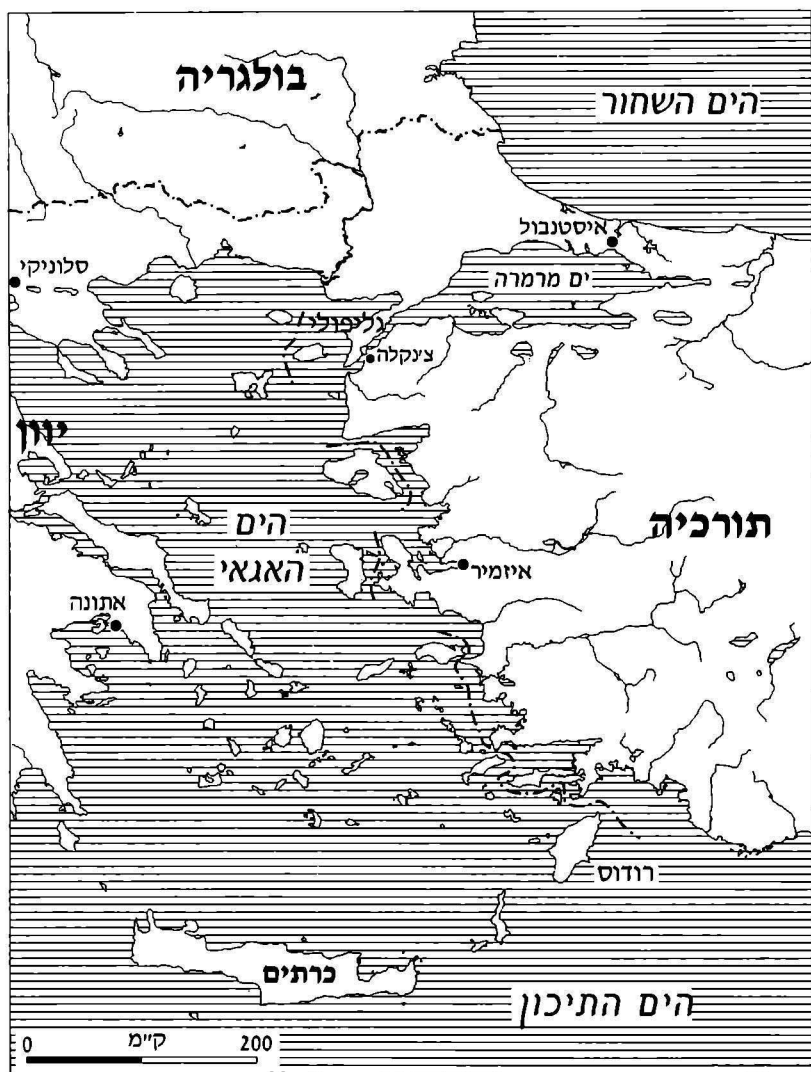 בולגריה
הים השחור
איסטנבול
סלוניקי
ים מרמרה
גליפולי
צ'נקלה
יוון
תורכיה
הים
האגאי
איזמיר
אתונה
רודוס
כרתים
הים התיכון
0 ק״מ 200